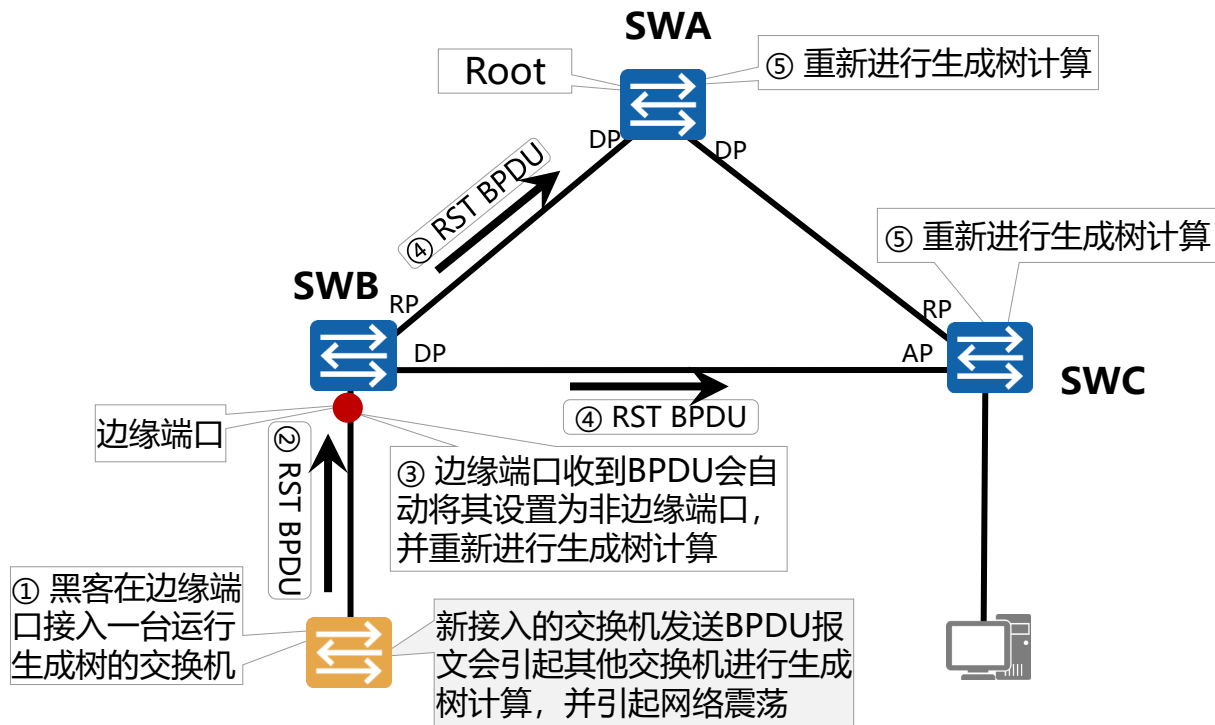 SWA
Root
⑤ 重新进行生成树计算
DP
DP
④ RST BPDU
⑤ 重新进行生成树计算
SWB
RP
RP
DP
AP
SWC
④ RST BPDU
边缘端口
② RST BPDU
③ 边缘端口收到BPDU会自
动将其设置为非边缘端口，
并重新进行生成树计算
① 黑客在边缘端
口接入一台运行
生成树的交换机
新接入的交换机发送BPDU报
文会引起其他交换机进行生成
树计算，并引起网络震荡